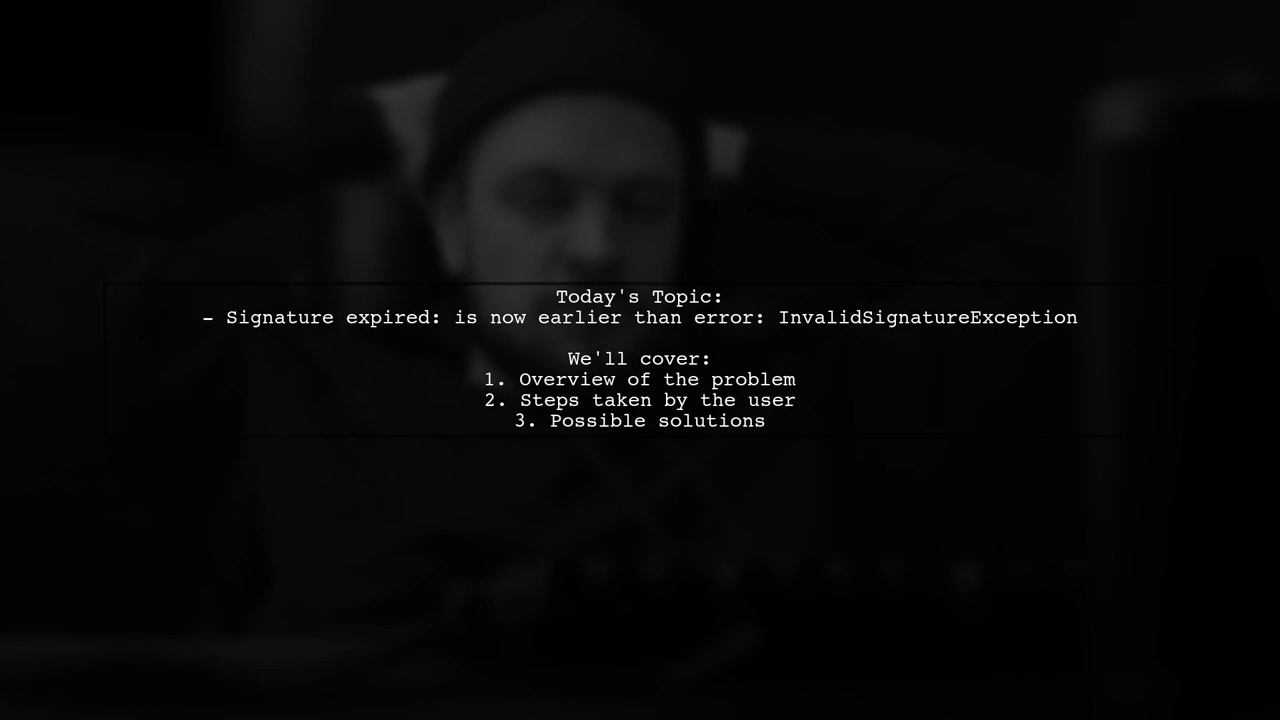 Today's Topic:
- Signature expired: is now earlier than error: InvalidSignatureException
We'll cover:
1. Overview of the problem
2. Steps taken by the user
3. Possible solutions